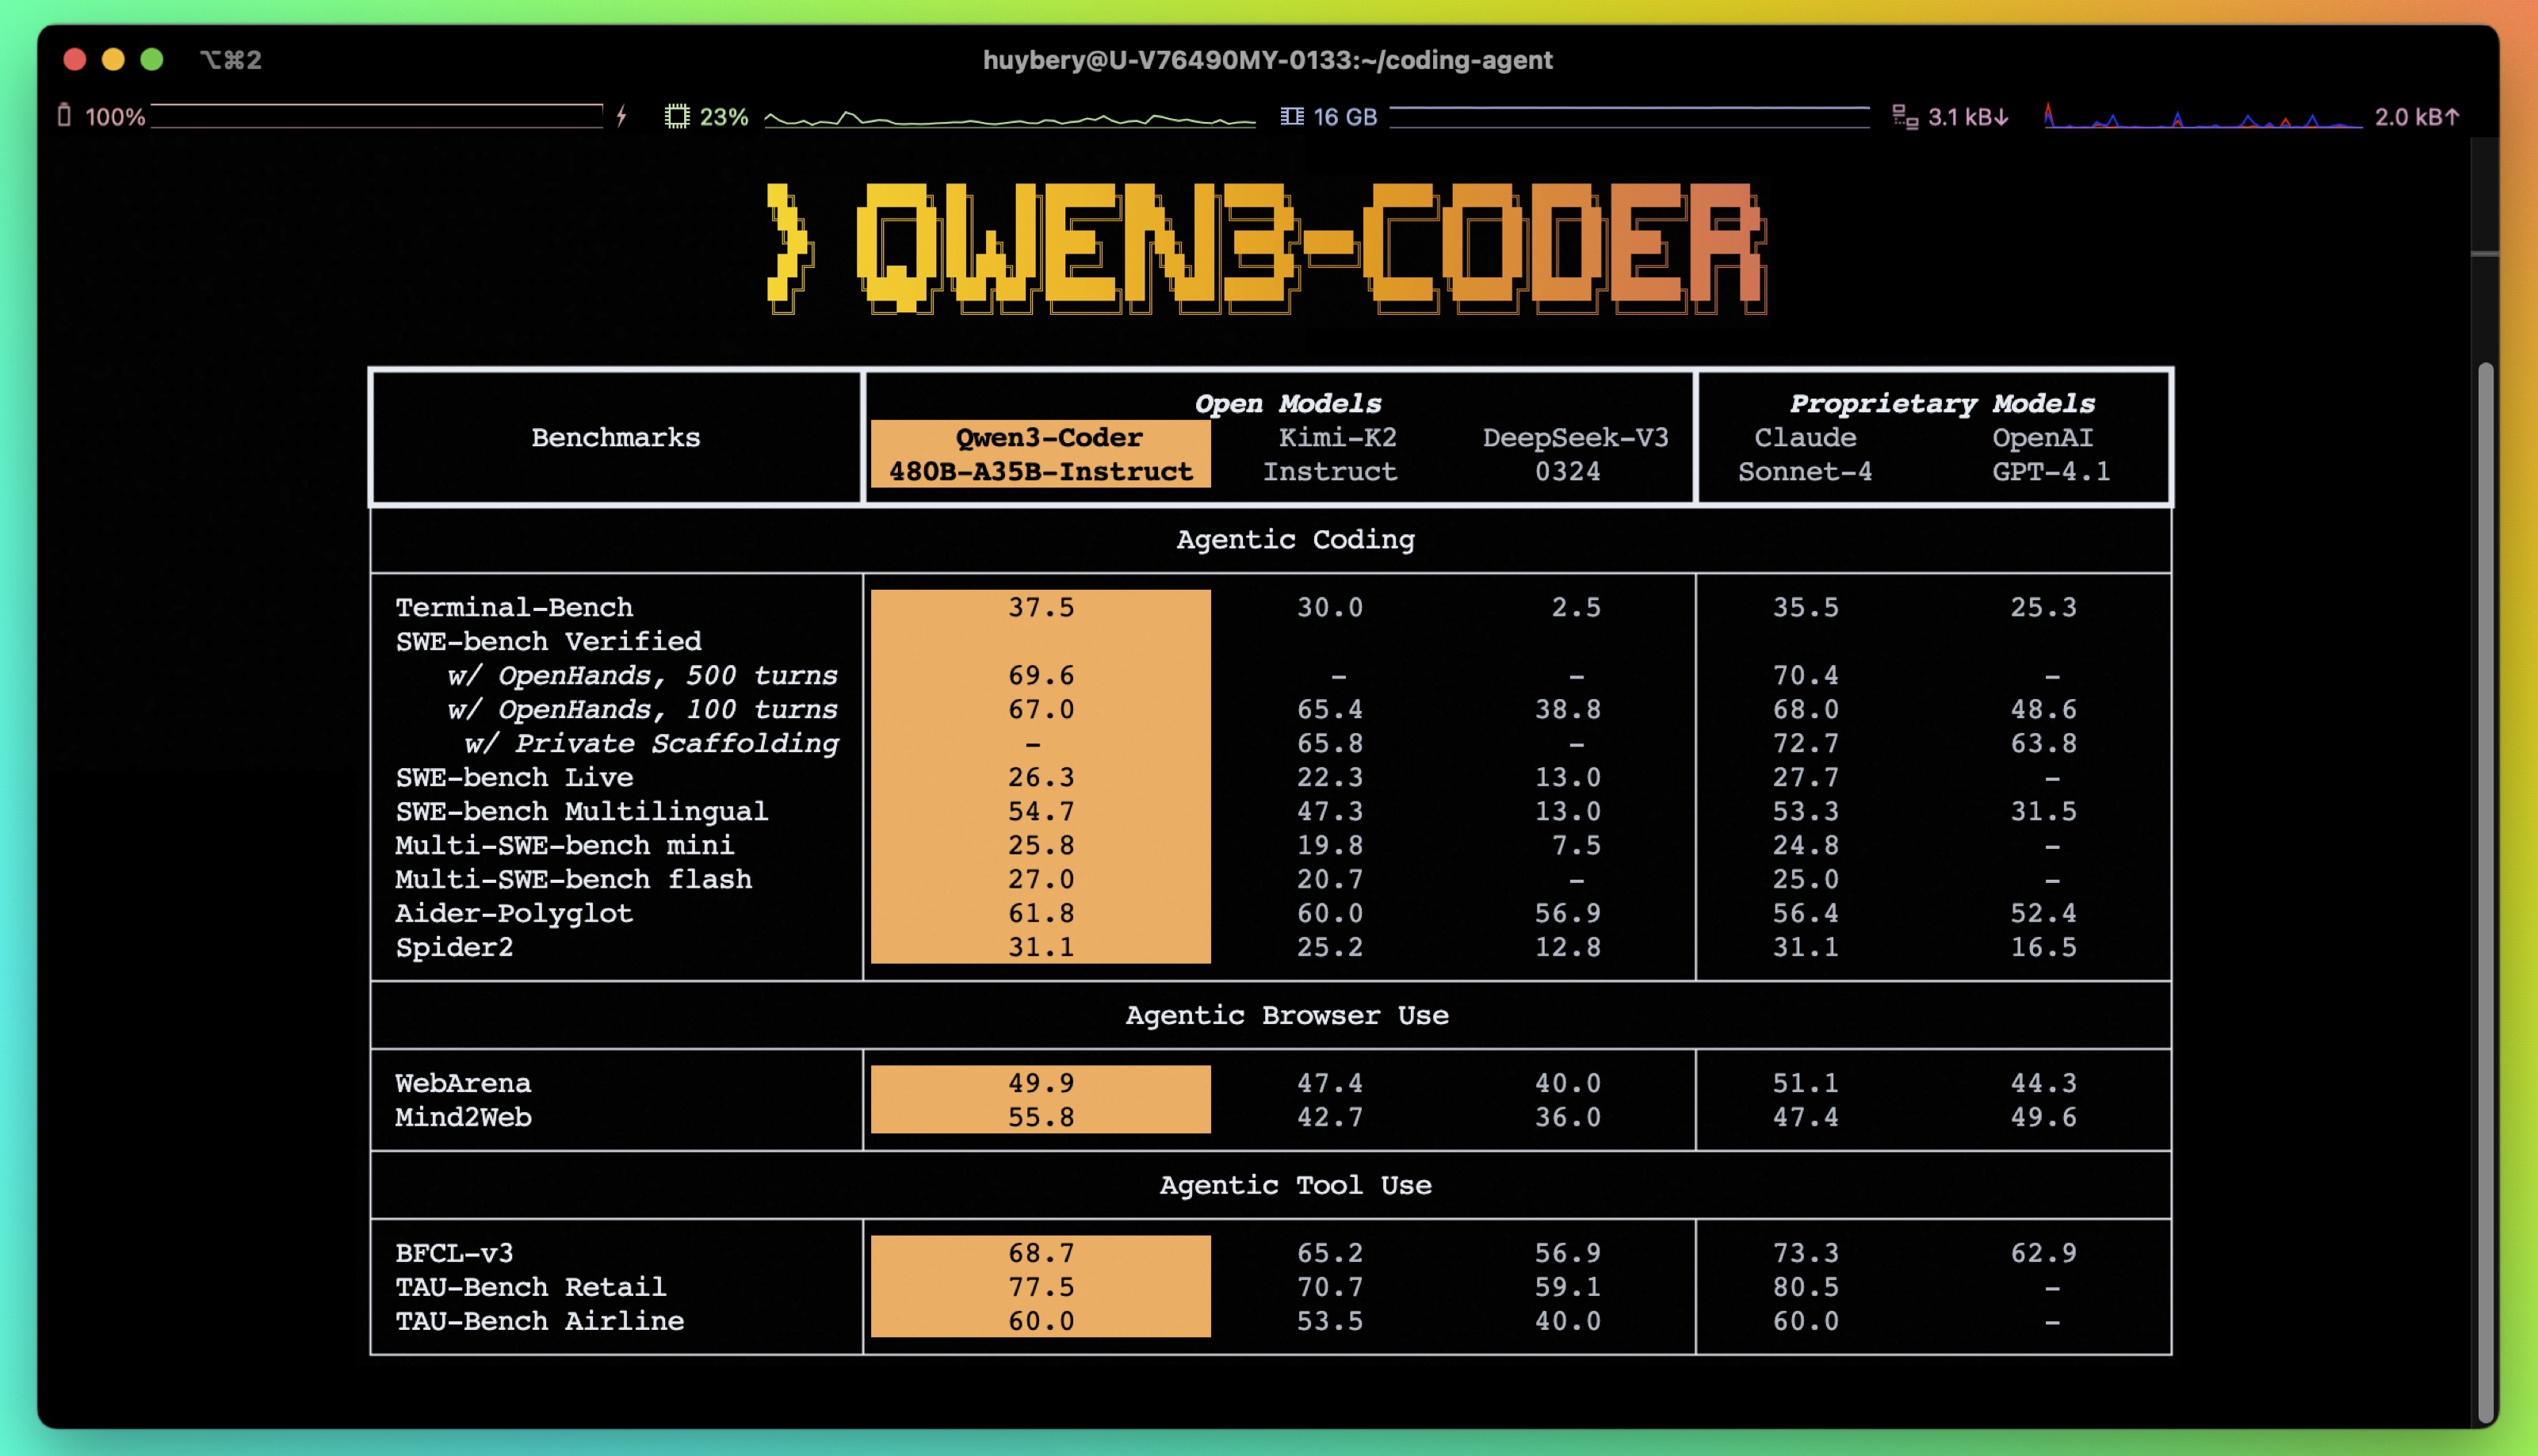 ⌥⌘2
huybery@U-V76490MY-0133:~/coding-agent
100% 23% 16 GB 3.1 kB↓ 2.0 kB↑
❯ QWEN3-CODER
Open Models Proprietary Models
Benchmarks Qwen3-Coder Kimi-K2 DeepSeek-V3 Claude OpenAI
480B-A35B-Instruct Instruct 0324 Sonnet-4 GPT-4.1
Agentic Coding
Terminal-Bench 37.5 30.0 2.5 35.5 25.3
SWE-bench Verified
w/ OpenHands, 500 turns 69.6 – – 70.4 –
w/ OpenHands, 100 turns 67.0 65.4 38.8 68.0 48.6
w/ Private Scaffolding – 65.8 – 72.7 63.8
SWE-bench Live 26.3 22.3 13.0 27.7 –
SWE-bench Multilingual 54.7 47.3 13.0 53.3 31.5
Multi-SWE-bench mini 25.8 19.8 7.5 24.8 –
Multi-SWE-bench flash 27.0 20.7 – 25.0 –
Aider-Polyglot 61.8 60.0 56.9 56.4 52.4
Spider2 31.1 25.2 12.8 31.1 16.5
Agentic Browser Use
WebArena 49.9 47.4 40.0 51.1 44.3
Mind2Web 55.8 42.7 36.0 47.4 49.6
Agentic Tool Use
BFCL-v3 68.7 65.2 56.9 73.3 62.9
TAU-Bench Retail 77.5 70.7 59.1 80.5 –
TAU-Bench Airline 60.0 53.5 40.0 60.0 –